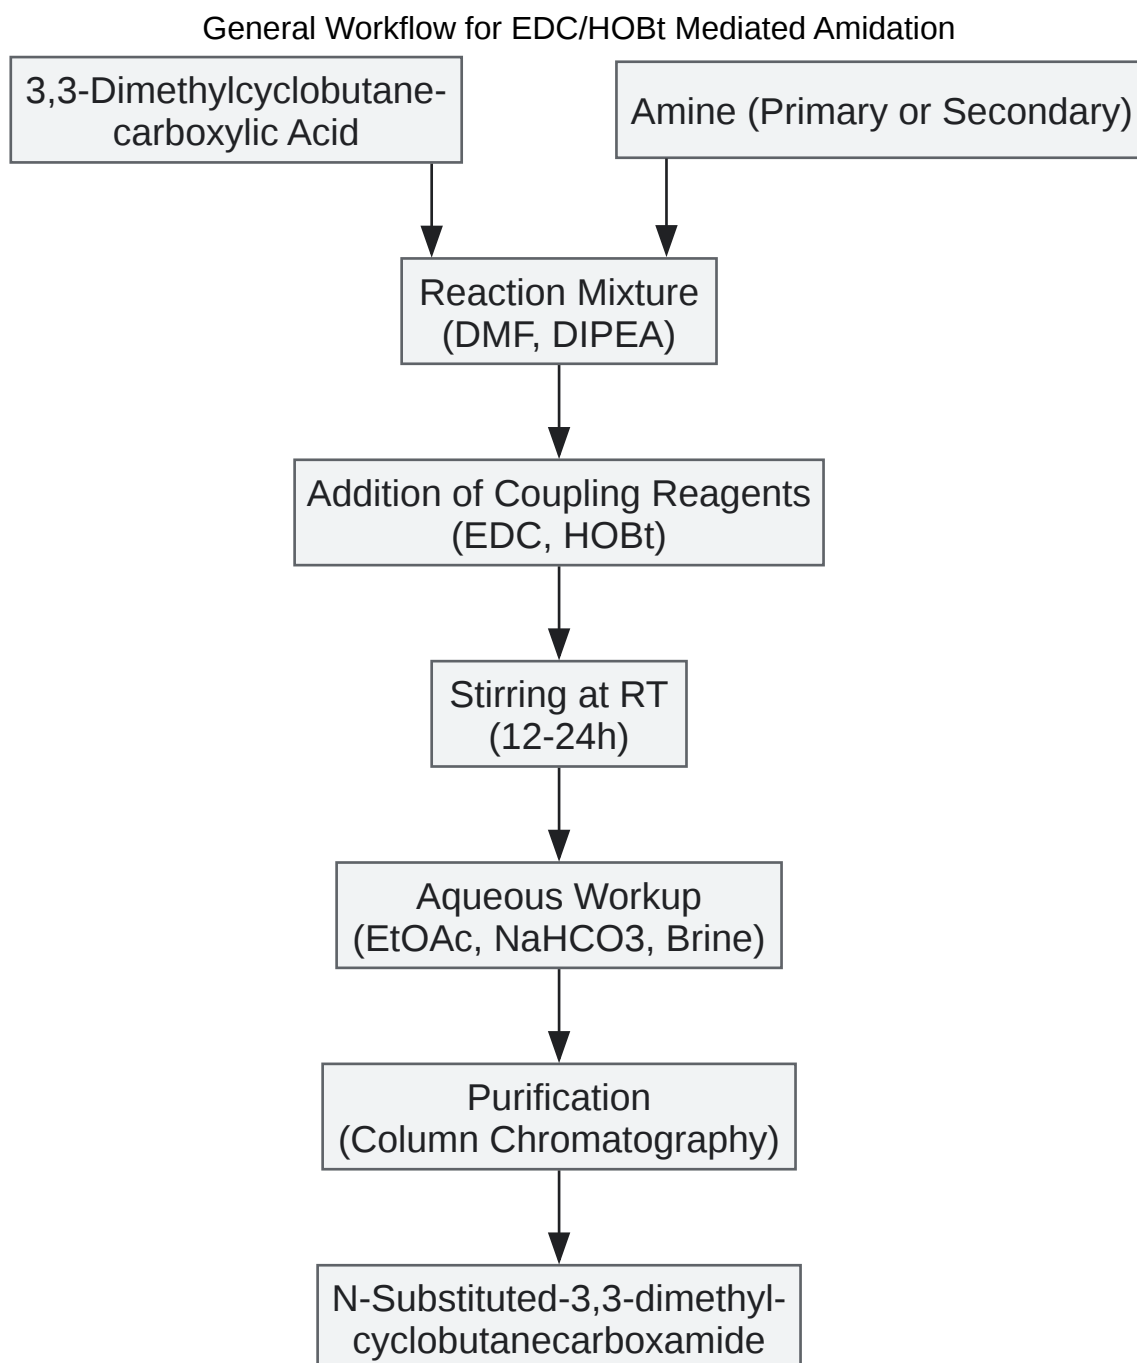 General Workflow for EDC/HOBt Mediated Amidation
3,3-Dimethylcyclobutane-
carboxylic Acid
Amine (Primary or Secondary)
Reaction Mixture
(DMF, DIPEA)
Addition of Coupling Reagents
(EDC, HOBt)
Stirring at RT
(12-24h)
Aqueous Workup
(EtOAc, NaHCO3, Brine)
Purification
(Column Chromatography)
N-Substituted-3,3-dimethyl-
cyclobutanecarboxamide